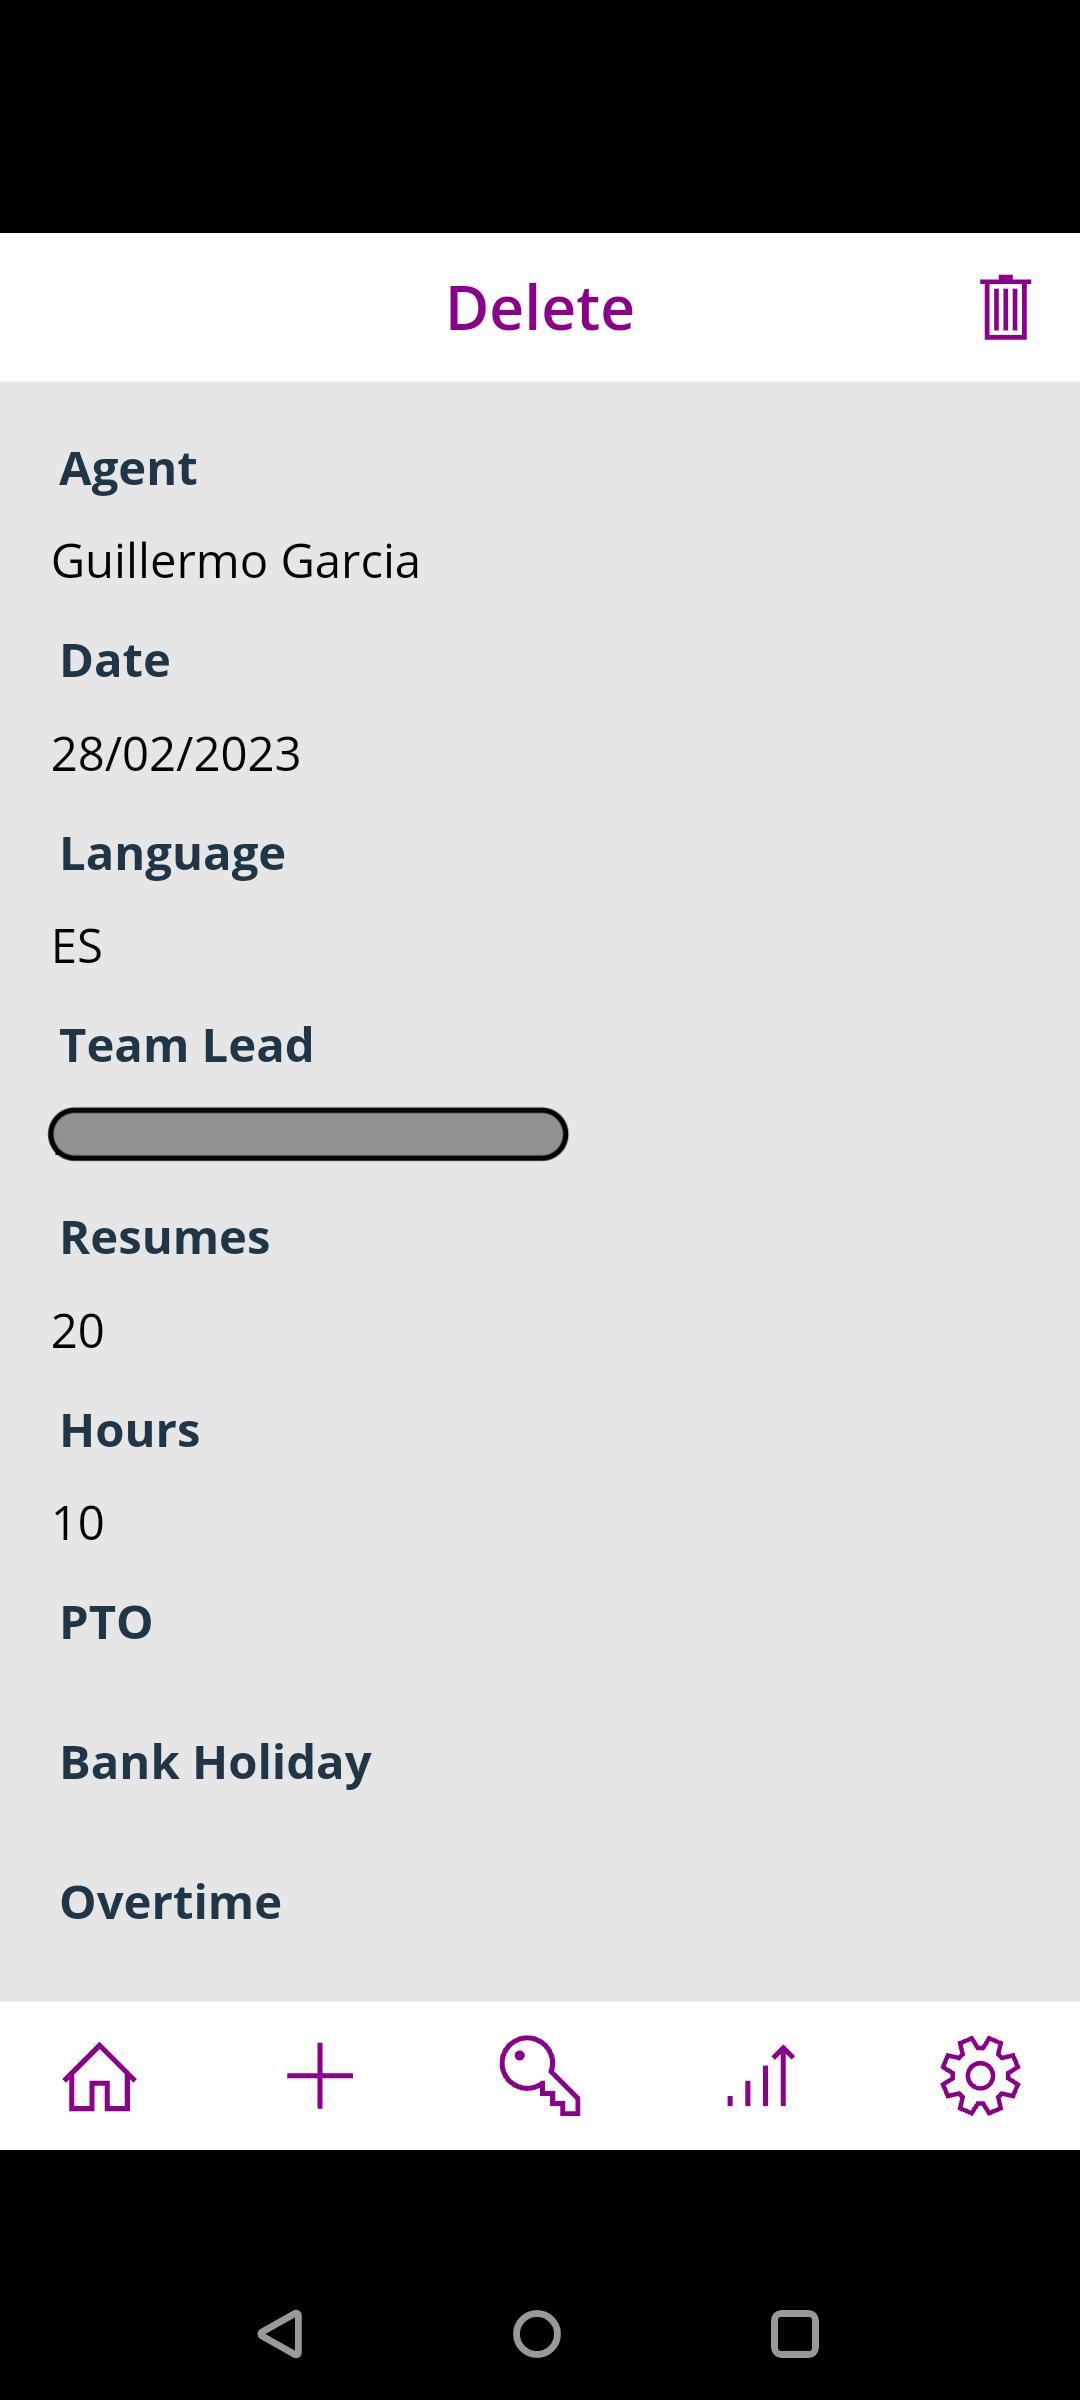 Delete
Agent
Guillermo Garcia
Date
28/02/2023
Language
ES
Team Lead
Resumes
20
Hours
10
PTO
Bank Holiday
Overtime